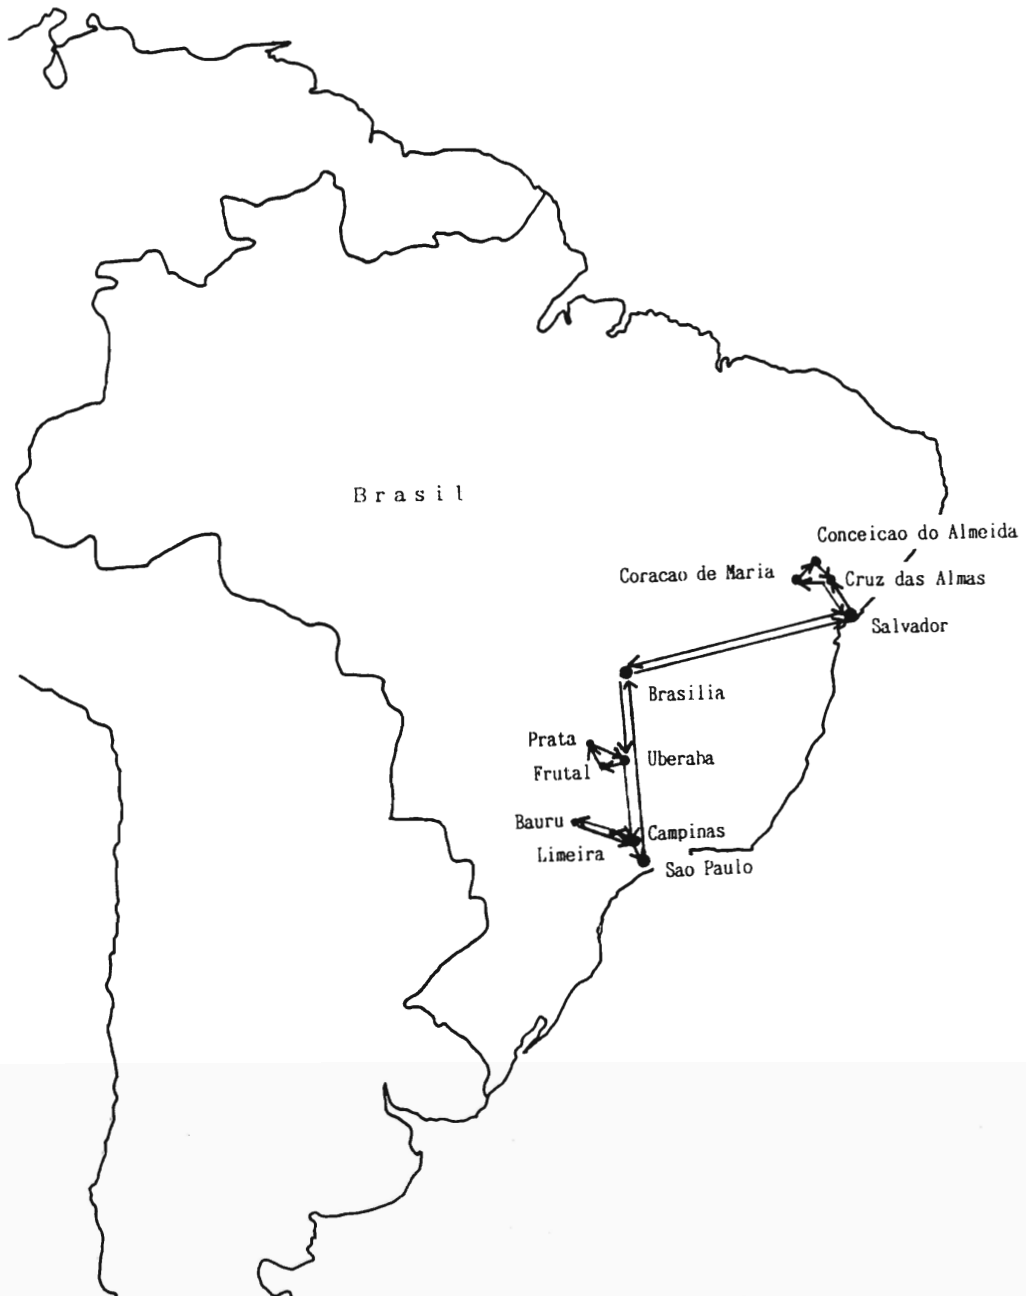 Brasil
Conceicao do Almeida
Coracao de Maria
Cruz das Almas
Salvador
Brasilia
Prata
Uberaba
Frutal
Bauru
Campinas
Limeira
Sao Paulo